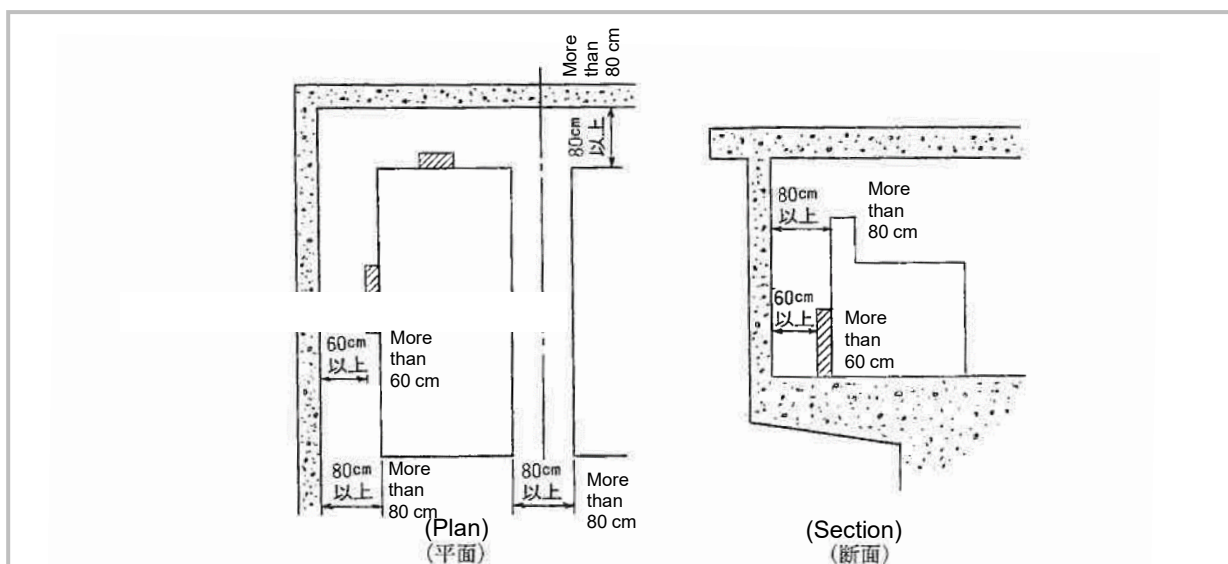 More
than
80 cm
80cm
以上
60cm
以上
More
than
60 cm
80cm
以上
More
than
80 cm
80cm
以上
More
than
80 cm
(Plan)
(平面)
80cm
以上
More
than
80 cm
60cm
以上
More
than
60 cm
(Section)
(断面)